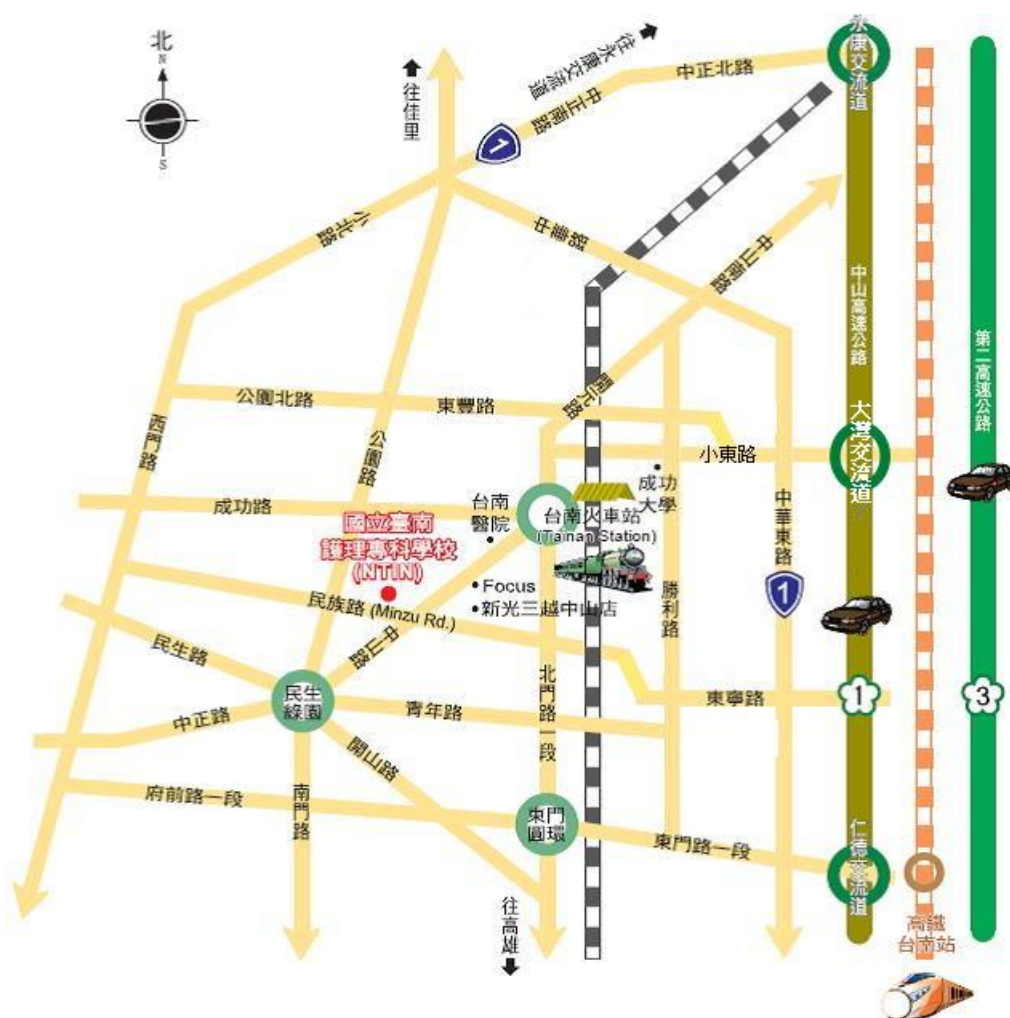 北
N
S
往佳里
往永康交流道
中正北路
中正南路
1
永康交流道
小北路
中華路
中山南路
中山高速公路
第二高速公路
西門路
公園北路
東豐路
開元路
公園路
小東路
大灣交流道
成功路
台南
醫院
台南火車站
(Tainan Station)
成功
大學
中華東路
國立臺南
護理專科學校
(NTIN)
Focus
新光三越中山店
民族路 (Minzu Rd.)
勝利路
1
民生路
中山路
民生
綠園
中正路
青年路
北門路一段
東寧路
1
3
開山路
府前路一段
南門路
東門
圓環
東門路一段
仁德交流道
往高雄
高鐵
台南站